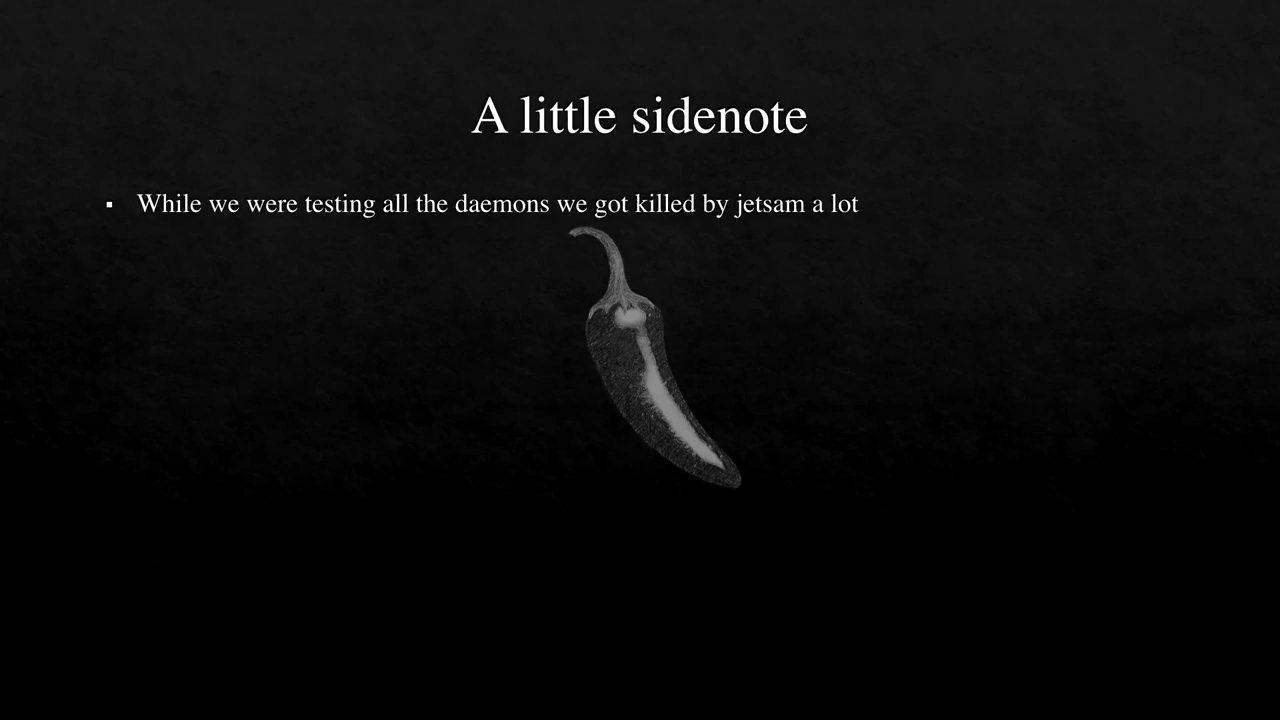 A little sidenote
▪ While we were testing all the daemons we got killed by jetsam a lot